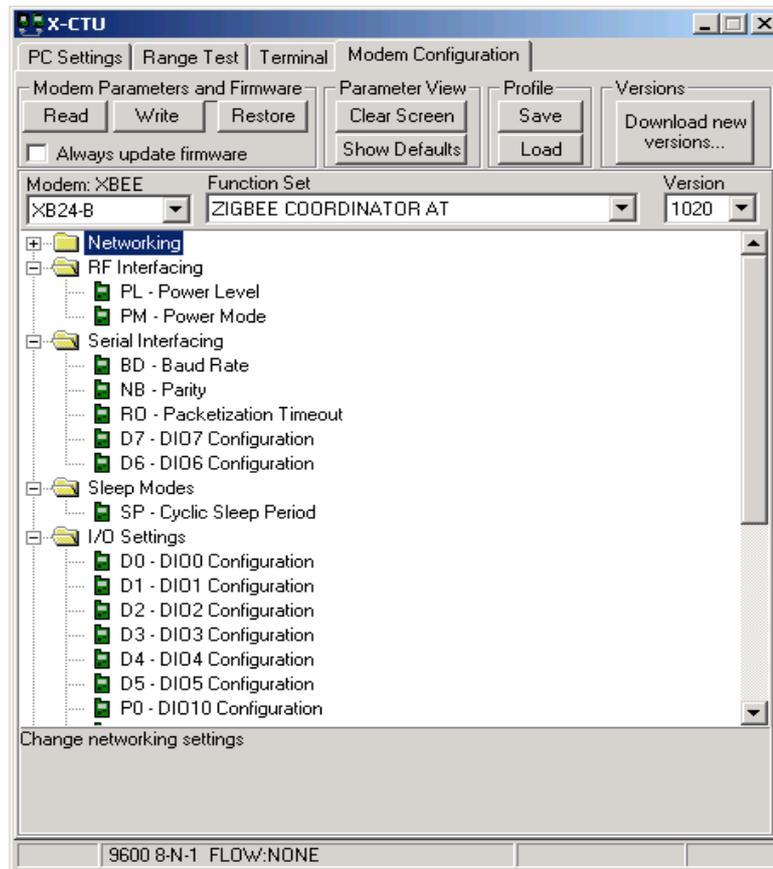 X-CTU
PC Settings Range Test Terminal Modem Configuration
Modem Parameters and Firmware Parameter View Profile Versions
Read Write Restore Clear Screen Save Download new versions...
Always update firmware Show Defaults Load
Modem: XBEE Function Set Version
XB24-B ZIGBEE COORDINATOR AT 1020
Networking
RF Interfacing
PL - Power Level
PM - Power Mode
Serial Interfacing
BD - Baud Rate
NB - Parity
RO - Packetization Timeout
D7 - DIO7 Configuration
D6 - DIO6 Configuration
Sleep Modes
SP - Cyclic Sleep Period
I/O Settings
D0 - DIO0 Configuration
D1 - DIO1 Configuration
D2 - DIO2 Configuration
D3 - DIO3 Configuration
D4 - DIO4 Configuration
D5 - DIO5 Configuration
P0 - DIO10 Configuration
Change networking settings
9600 8-N-1 FLOW:NONE